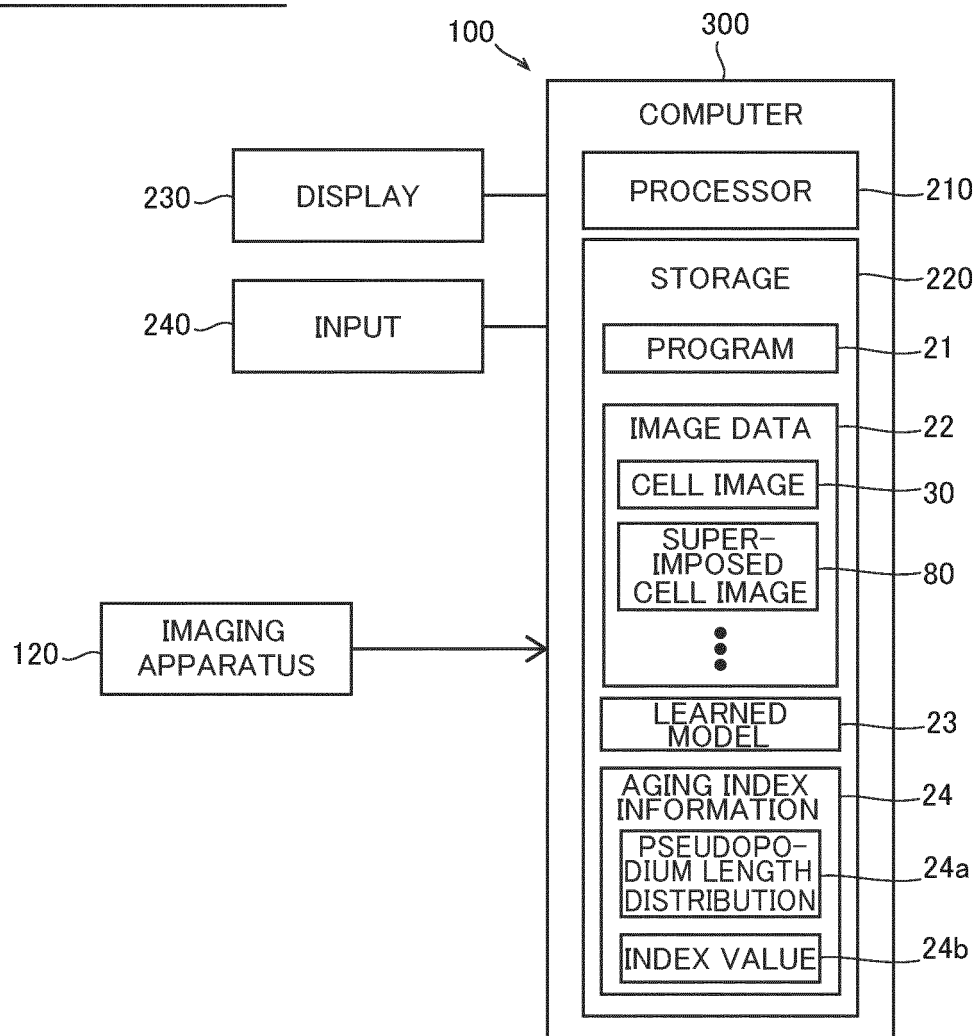 100
300
COMPUTER
230
DISPLAY
PROCESSOR
210
240
INPUT
STORAGE
220
PROGRAM
21
IMAGE DATA
22
CELL IMAGE
30
SUPER-
IMPOSED
CELL IMAGE
80
120
IMAGING
APPARATUS
LEARNED
MODEL
23
AGING INDEX
INFORMATION
24
PSEUDOPO-
DIUM LENGTH
DISTRIBUTION
24a
INDEX VALUE
24b